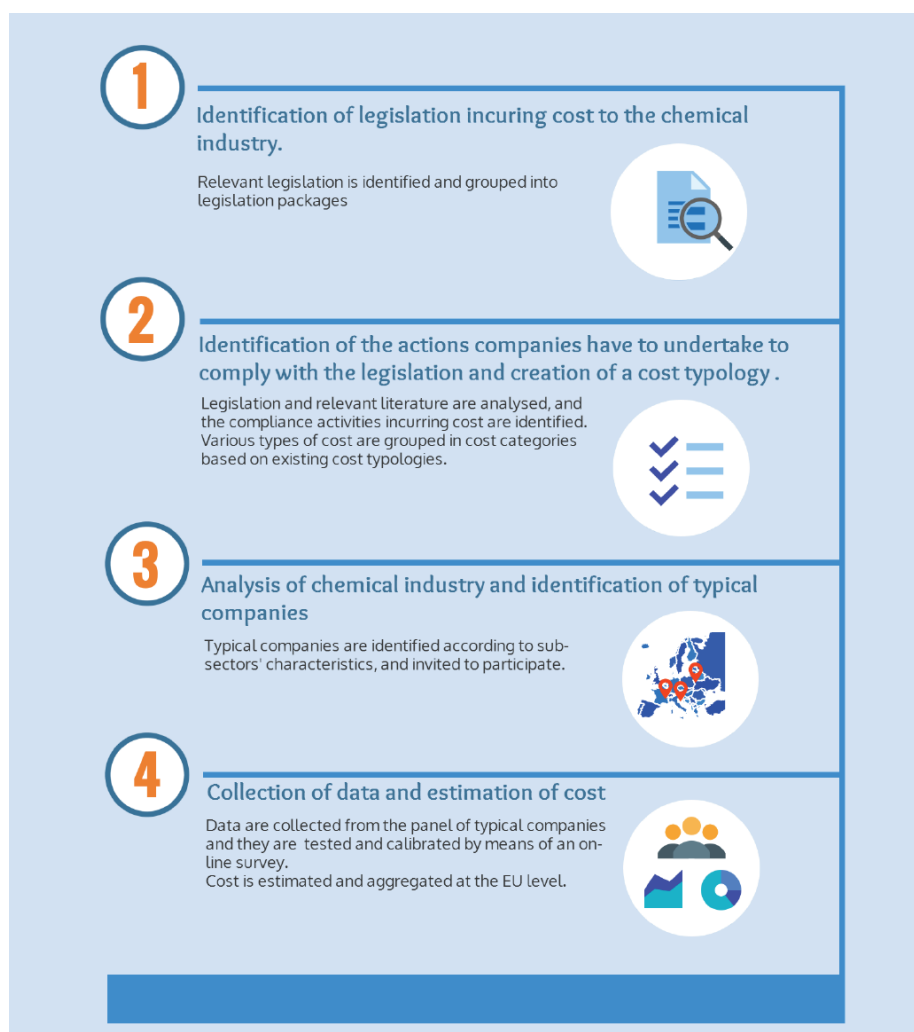 1
Identification of legislation incuring cost to the chemical
industry.
Relevant legislation is identified and grouped into
legislation packages
2
Identification of the actions companies have to undertake to
comply with the legislation and creation of a cost typology .
Legislation and relevant literature are analysed, and
the compliance activities incurring cost are identified.
Various types of cost are grouped in cost categories
based on existing cost typologies.
3
Analysis of chemical industry and identification of typical
companies
Typical companies are identified according to sub-
sectors' characteristics, and invited to participate.
4
Collection of data and estimation of cost
Data are collected from the panel of typical companies
and they are tested and calibrated by means of an on-
line survey.
Cost is estimated and aggregated at the EU level.